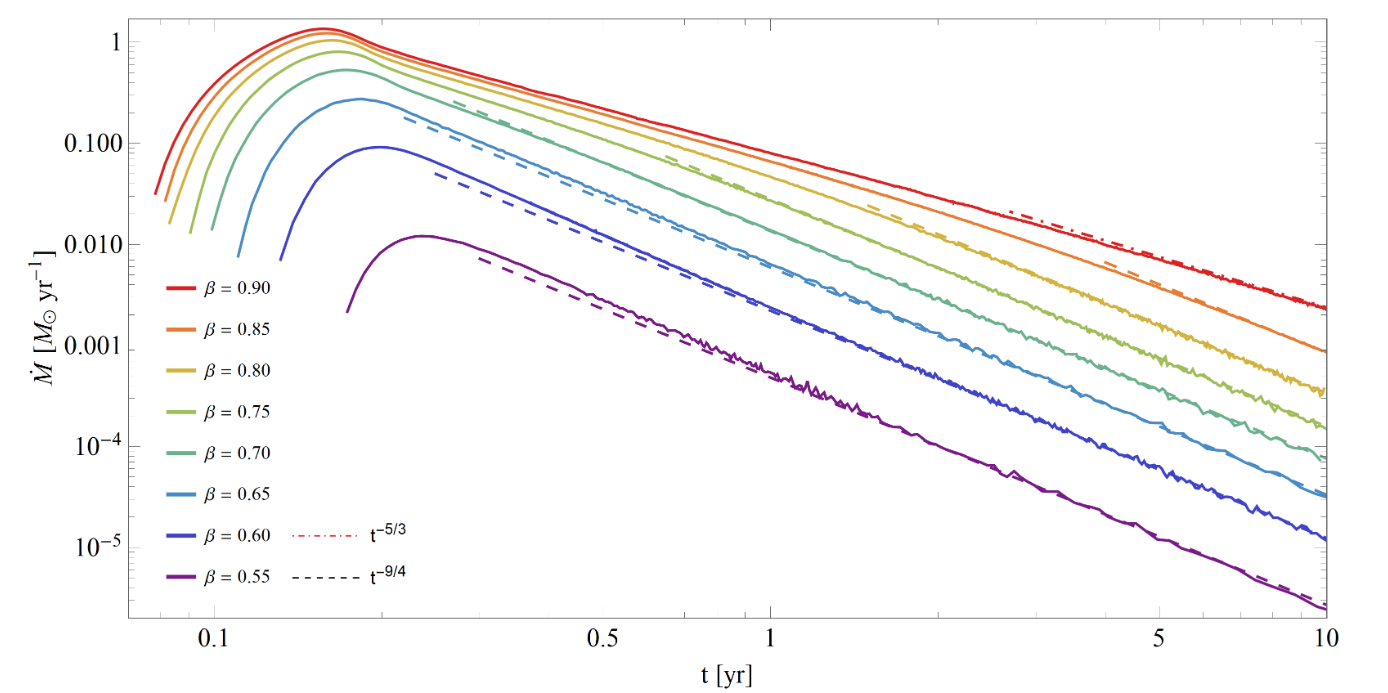 1
0.100
0.010
0.001
10⁻⁴
10⁻⁵
Ṁ [M⊙ yr⁻¹]
β = 0.90
β = 0.85
β = 0.80
β = 0.75
β = 0.70
β = 0.65
β = 0.60 t⁻⁵/³
β = 0.55 t⁻⁹/⁴
0.1 0.5 1 5 10
t [yr]